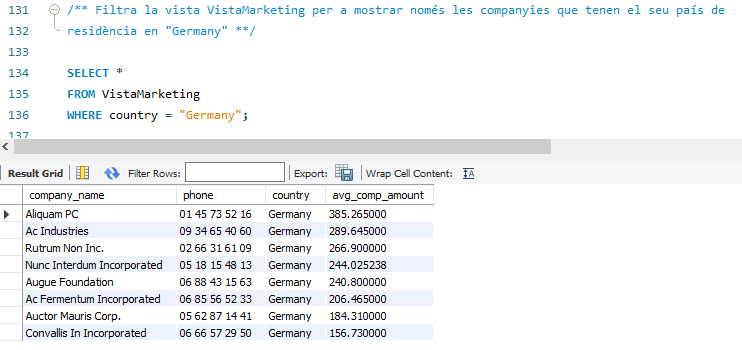 131 /** Filtra la vista VistaMarketing per a mostrar només les companyies que tenen el seu país de
132 residència en "Germany" **/
133
134 SELECT *
135 FROM VistaMarketing
136 WHERE country = "Germany";
137
Result Grid Filter Rows: Export: Wrap Cell Content: IA
company_name phone country avg_comp_amount
Aliquam PC 01 45 73 52 16 Germany 385.265000
Ac Industries 09 34 65 40 60 Germany 289.645000
Rutrum Non Inc. 02 66 31 61 09 Germany 266.900000
Nunc Interdum Incorporated 05 18 15 48 13 Germany 244.025238
Augue Foundation 06 88 43 15 63 Germany 240.800000
Ac Fermentum Incorporated 06 85 56 52 33 Germany 206.465000
Auctor Mauris Corp. 05 62 87 14 41 Germany 184.310000
Convallis In Incorporated 06 66 57 29 50 Germany 156.730000